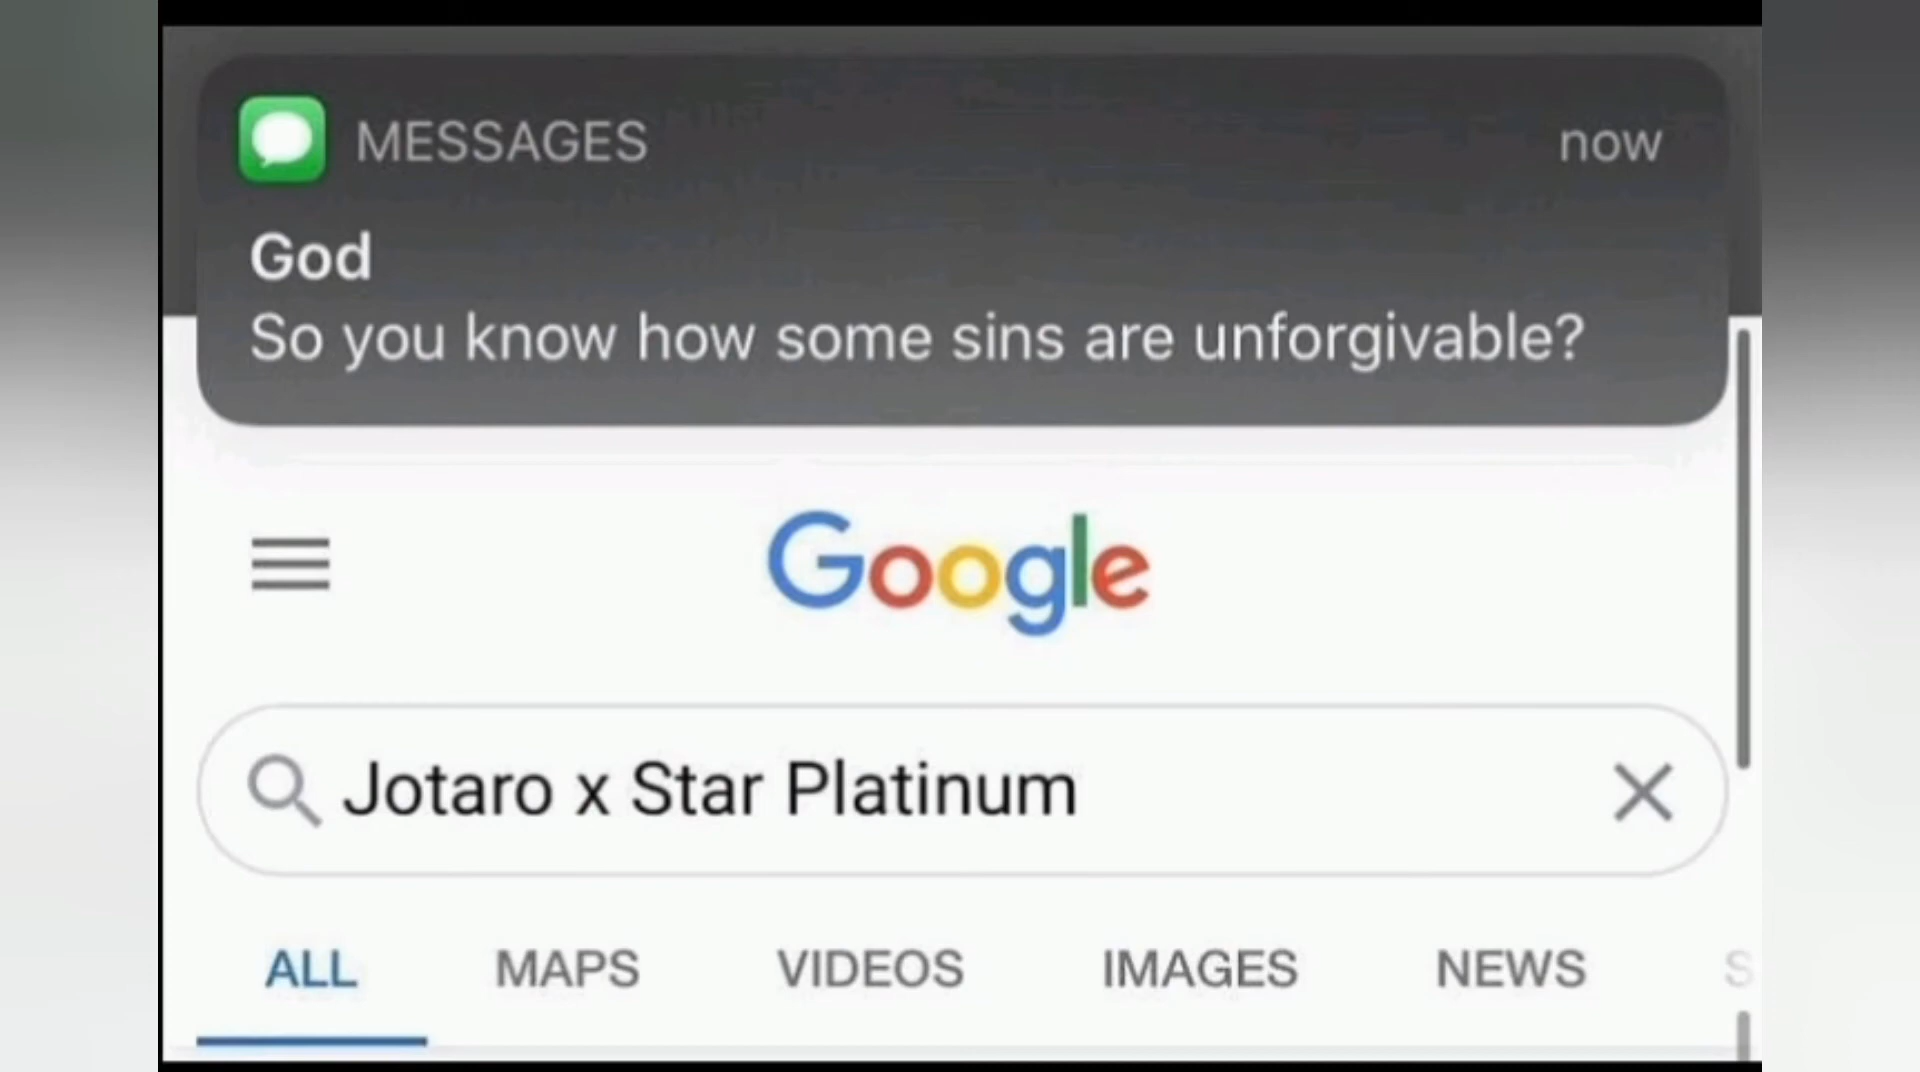 MESSAGES now
God
So you know how some sins are unforgivable?
Google
Jotaro x Star Platinum
ALL MAPS VIDEOS IMAGES NEWS S